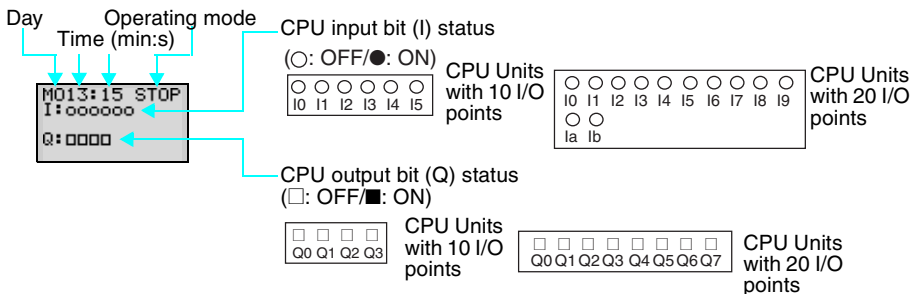 Day
Operating mode
Time (min:s)
MO13:15 STOP
I:oooooo
Q:□□□□
CPU input bit (I) status
(○: OFF/●: ON)
I0 I1 I2 I3 I4 I5
CPU Units
with 10 I/O
points
I0 I1 I2 I3 I4 I5 I6 I7 I8 I9
Ia Ib
CPU Units
with 20 I/O
points
CPU output bit (Q) status
(□: OFF/■: ON)
Q0 Q1 Q2 Q3
CPU Units
with 10 I/O
points
Q0 Q1 Q2 Q3 Q4 Q5 Q6 Q7
CPU Units
with 20 I/O
points